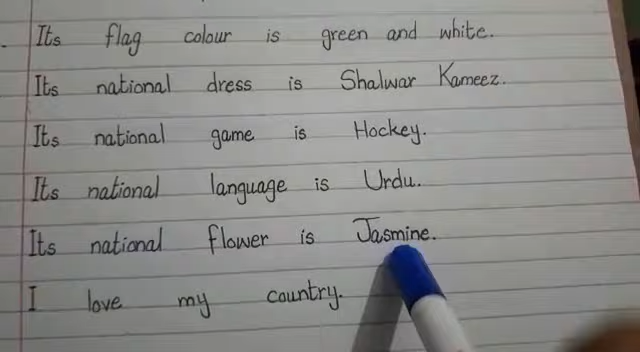 Its flag colour is green and white.
Its national dress is Shalwar Kameez.
Its national game is Hockey.
Its national language is Urdu.
Its national flower is Jasmine.
I love my country.